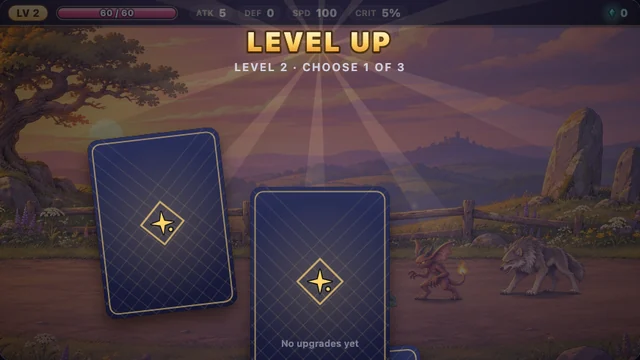 LV 2 60 / 60 ATK 5 DEF 0 SPD 100 CRIT 5% 0
LEVEL UP
LEVEL 2 · CHOOSE 1 OF 3
No upgrades yet